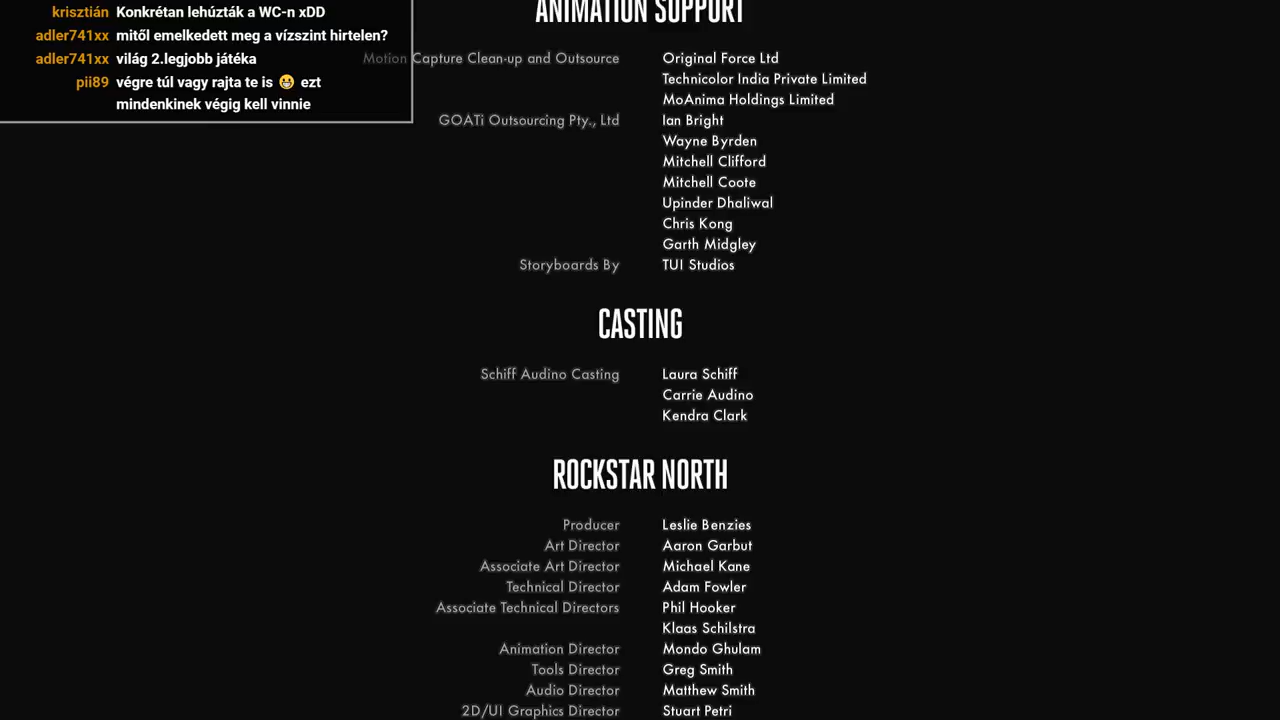 krisztián Konkrétan lehúzták a WC-n xDD
adler741xx mitől emelkedett meg a vízszint hirtelen?
adler741xx világ 2.legjobb játéka
pii89 végre túl vagy rajta te is 😀 ezt
mindenkinek végig kell vinnie
ANIMATION SUPPORT
Motion Capture Clean-up and Outsource Original Force Ltd
Technicolor India Private Limited
MoAnima Holdings Limited
GOATi Outsourcing Pty., Ltd Ian Bright
Wayne Byrden
Mitchell Clifford
Mitchell Coote
Upinder Dhaliwal
Chris Kong
Garth Midgley
Storyboards By TUI Studios
CASTING
Schiff Audino Casting Laura Schiff
Carrie Audino
Kendra Clark
ROCKSTAR NORTH
Producer Leslie Benzies
Art Director Aaron Garbut
Associate Art Director Michael Kane
Technical Director Adam Fowler
Associate Technical Directors Phil Hooker
Klaas Schilstra
Animation Director Mondo Ghulam
Tools Director Greg Smith
Audio Director Matthew Smith
2D/UI Graphics Director Stuart Petri